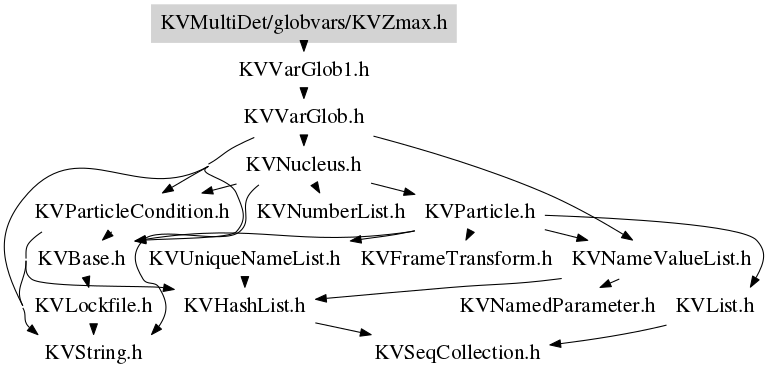 KVMultiDet/globvars/KVZmax.h
KVVarGlob1.h
KVVarGlob.h
KVNucleus.h
KVParticleCondition.h
KVNumberList.h
KVParticle.h
KVBase.h
KVUniqueNameList.h
KVFrameTransform.h
KVNameValueList.h
KVLockfile.h
KVHashList.h
KVNamedParameter.h
KVList.h
KVString.h
KVSeqCollection.h